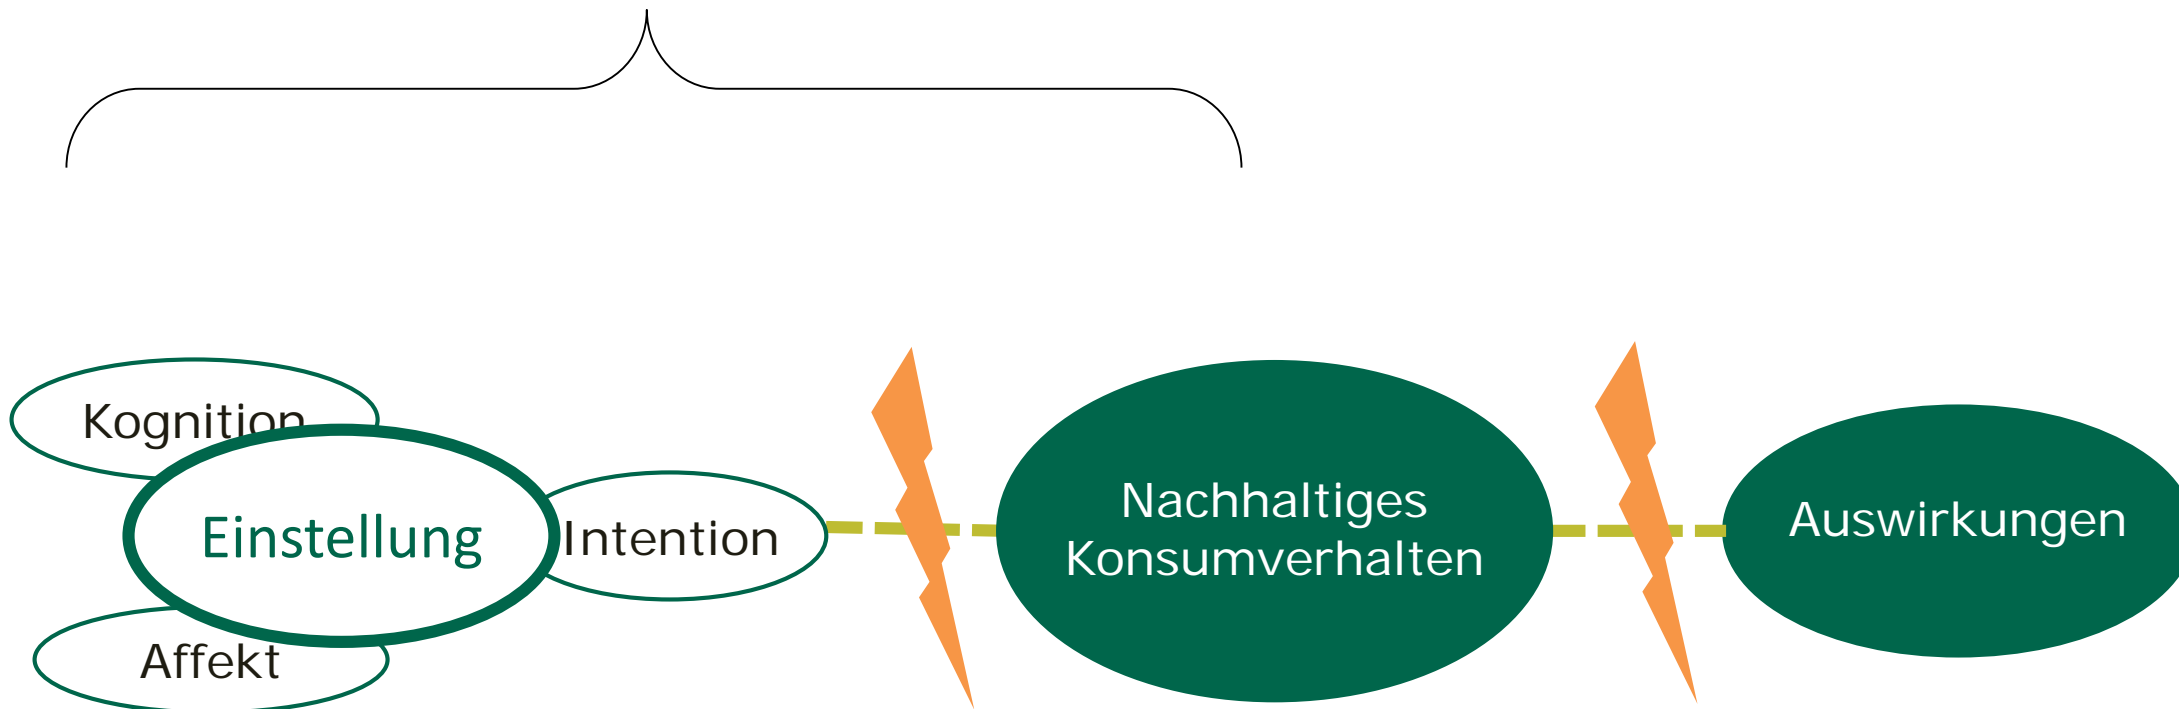 Kognition
Einstellung
Intention
Affekt
Nachhaltiges
Konsumverhalten
Auswirkungen